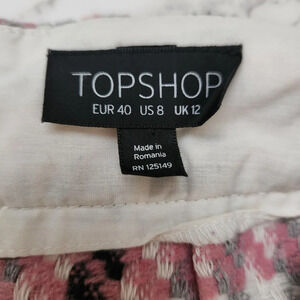 TOPSHOP
EUR 40 US 8 UK 12
Made in
Romania
RN 125149